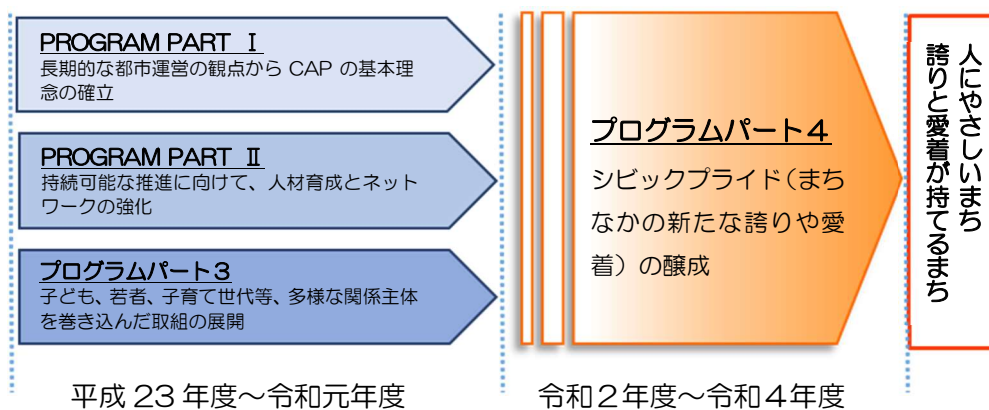 PROGRAM PART Ⅰ
長期的な都市運営の観点から CAP の基本理
念の確立
PROGRAM PART Ⅱ
持続可能な推進に向けて、人材育成とネット
ワークの強化
プログラムパート3
子ども、若者、子育て世代等、多様な関係主体
を巻き込んだ取組の展開
平成 23 年度～令和元年度
プログラムパート4
シビックプライド（まち
なかの新たな誇りや愛
着）の醸成
令和２年度～令和４年度
人にやさしいまち
誇りと愛着が持てるまち